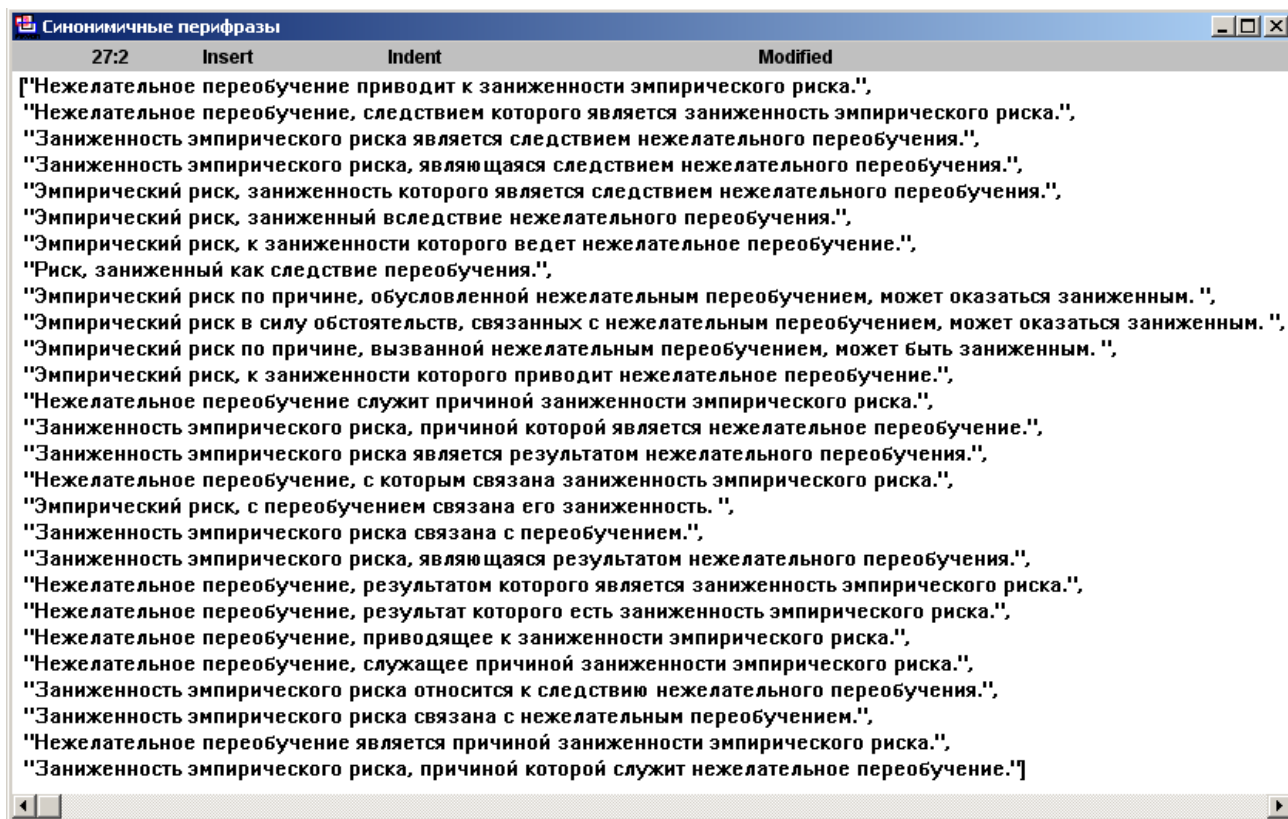 Синонимичные перифразы
27:2 Insert Indent Modified
["Нежелательное переобучение приводит к заниженности эмпирического риска.",
"Нежелательное переобучение, следствием которого является заниженность эмпирического риска.",
"Заниженность эмпирического риска является следствием нежелательного переобучения.",
"Заниженность эмпирического риска, являющаяся следствием нежелательного переобучения.",
"Эмпирический риск, заниженность которого является следствием нежелательного переобучения.",
"Эмпирический риск, заниженный вследствие нежелательного переобучения.",
"Эмпирический риск, к заниженности которого ведет нежелательное переобучение.",
"Риск, заниженный как следствие переобучения.",
"Эмпирический риск по причине, обусловленной нежелательным переобучением, может оказаться заниженным. ",
"Эмпирический риск в силу обстоятельств, связанных с нежелательным переобучением, может оказаться заниженным. ",
"Эмпирический риск по причине, вызванной нежелательным переобучением, может быть заниженным. ",
"Эмпирический риск, к заниженности которого приводит нежелательное переобучение.",
"Нежелательное переобучение служит причиной заниженности эмпирического риска.",
"Заниженность эмпирического риска, причиной которой является нежелательное переобучение.",
"Заниженность эмпирического риска является результатом нежелательного переобучения.",
"Нежелательное переобучение, с которым связана заниженность эмпирического риска.",
"Эмпирический риск, с переобучением связана его заниженность. ",
"Заниженность эмпирического риска связана с переобучением.",
"Заниженность эмпирического риска, являющаяся результатом нежелательного переобучения.",
"Нежелательное переобучение, результатом которого является заниженность эмпирического риска.",
"Нежелательное переобучение, результат которого есть заниженность эмпирического риска.",
"Нежелательное переобучение, приводящее к заниженности эмпирического риска.",
"Нежелательное переобучение, служащее причиной заниженности эмпирического риска.",
"Заниженность эмпирического риска относится к следствию нежелательного переобучения.",
"Заниженность эмпирического риска связана с нежелательным переобучением.",
"Нежелательное переобучение является причиной заниженности эмпирического риска.",
"Заниженность эмпирического риска, причиной которой служит нежелательное переобучение."]